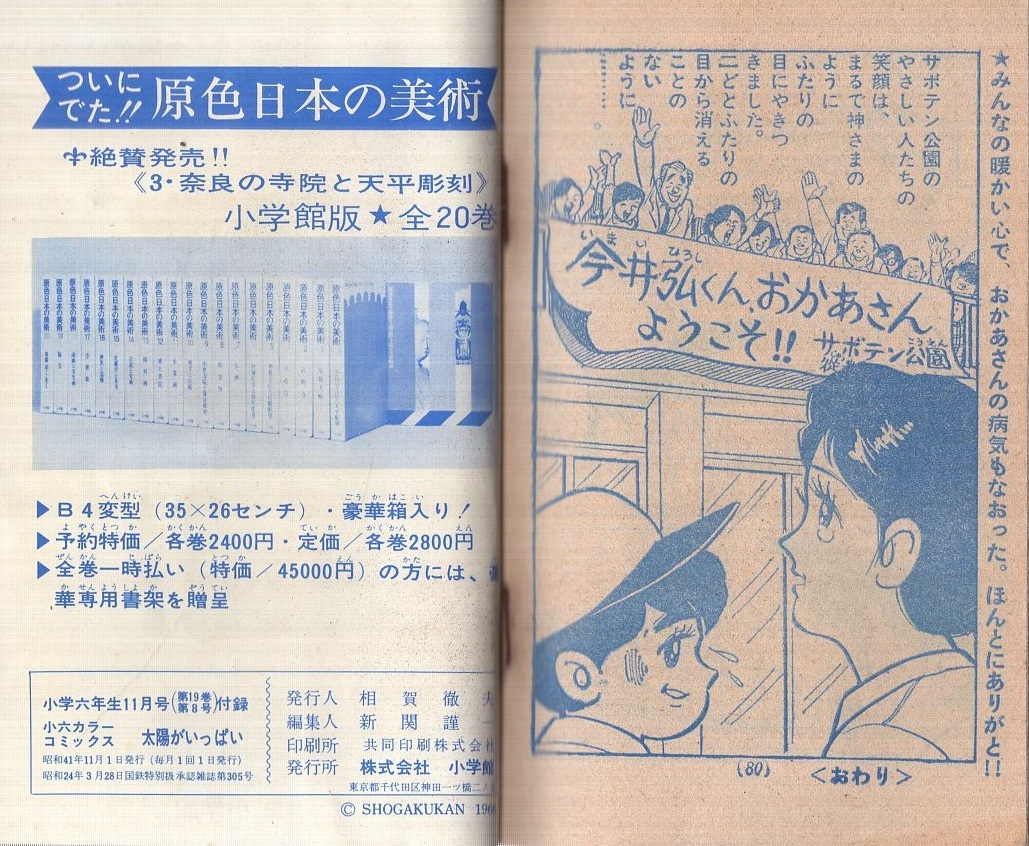 ついに
でた!!
原色日本の美術
絶賛発売!!
《3・奈良の寺院と天平彫刻》
小学館版★全20巻
原色日本の美術
▶B4変型(35×26センチ)・豪華箱入り!
▶予約特価/各巻2400円・定価/各巻2800円
▶全巻一時払い(特価/45000円)の方には、
華専用書架を贈呈
小学六年生11月号(第19巻第8号)付録
小六カラー
コミックス
太陽がいっぱい
昭和41年11月1日発行(毎月1回1日発行)
昭和24年3月28日国鉄特別扱承認雑誌第305号
発行人 相賀徹夫
編集人 新関謹一
印刷所 共同印刷株式会社
発行所 株式会社 小学館
東京都千代田区神田一ツ橋二ノ
© SHOGAKUKAN 196
★みんなの暖かい心で、おかあさんの病気もなおった。ほんとにありがと!!
サボテン公園の
やさしい人たちの
笑顔は、
まるで神さまの
ように
ふたりの
目にやきつ
きました。
二どとふたりの
目から消える
ことの
ない
ように
…………。
今井弘くん、おかあさん
ようこそ!!
サボテン公園
(80)
<おわり>